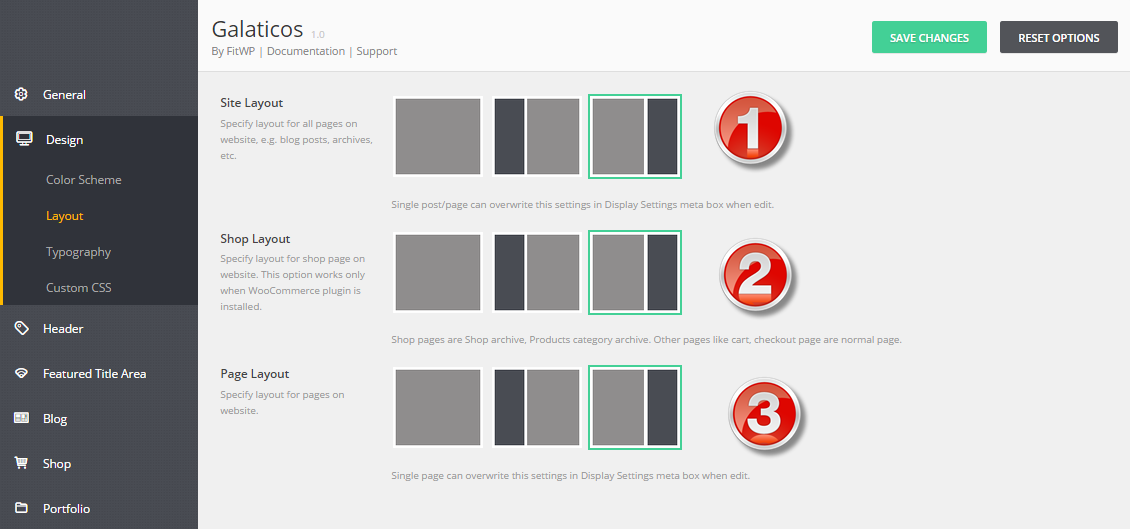 Galaticos 1.0
By FitWP | Documentation | Support
SAVE CHANGES
RESET OPTIONS
General
Design
Color Scheme
Layout
Typography
Custom CSS
Header
Featured Title Area
Blog
Shop
Portfolio
Site Layout
Specify layout for all pages on
website, e.g. blog posts, archives,
etc.
1
Single post/page can overwrite this settings in Display Settings meta box when edit.
Shop Layout
Specify layout for shop page on
website. This option works only
when WooCommerce plugin is
installed.
2
Shop pages are Shop archive, Products category archive. Other pages like cart, checkout page are normal page.
Page Layout
Specify layout for pages on
website.
3
Single page can overwrite this settings in Display Settings meta box when edit.